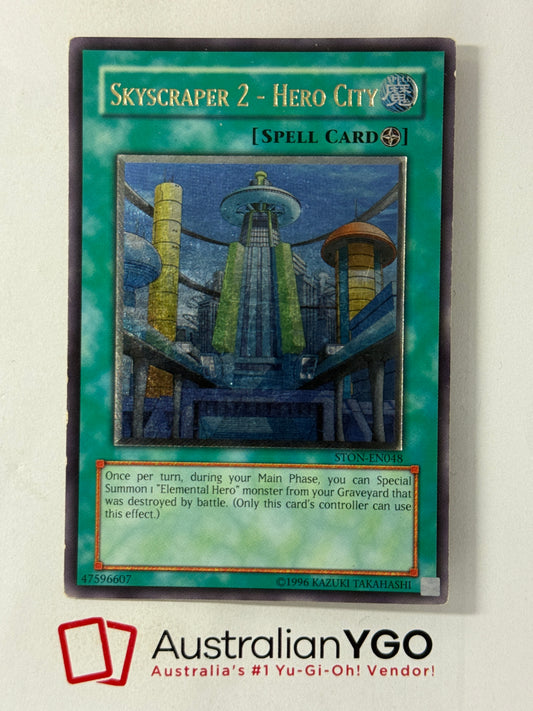 Skyscraper 2 - Hero City
魔
[Spell Card]
STON-EN048
Once per turn, during your Main Phase, you can Special
Summon 1 "Elemental Hero" monster from your Graveyard that
was destroyed by battle. (Only this card's controller can use
this effect.)
47596607
©1996 KAZUKI TAKAHASHI
AustralianYGO
Australia's #1 Yu-Gi-Oh! Vendor!